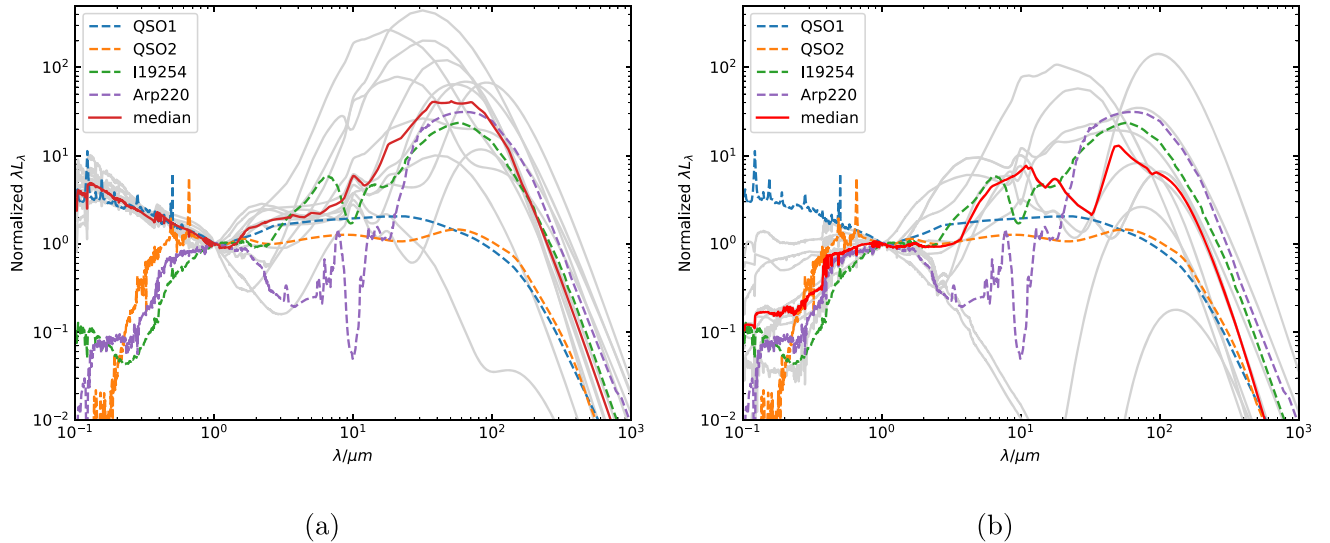 QSO1
QSO2
I19254
Arp220
median
Normalized λL_λ
10^2
10^1
10^0
10^-1
10^-2
10^-1
10^0
10^1
10^2
10^3
λ/μm
(a)
QSO1
QSO2
I19254
Arp220
median
Normalized λL_λ
10^2
10^1
10^0
10^-1
10^-2
10^-1
10^0
10^1
10^2
10^3
λ/μm
(b)